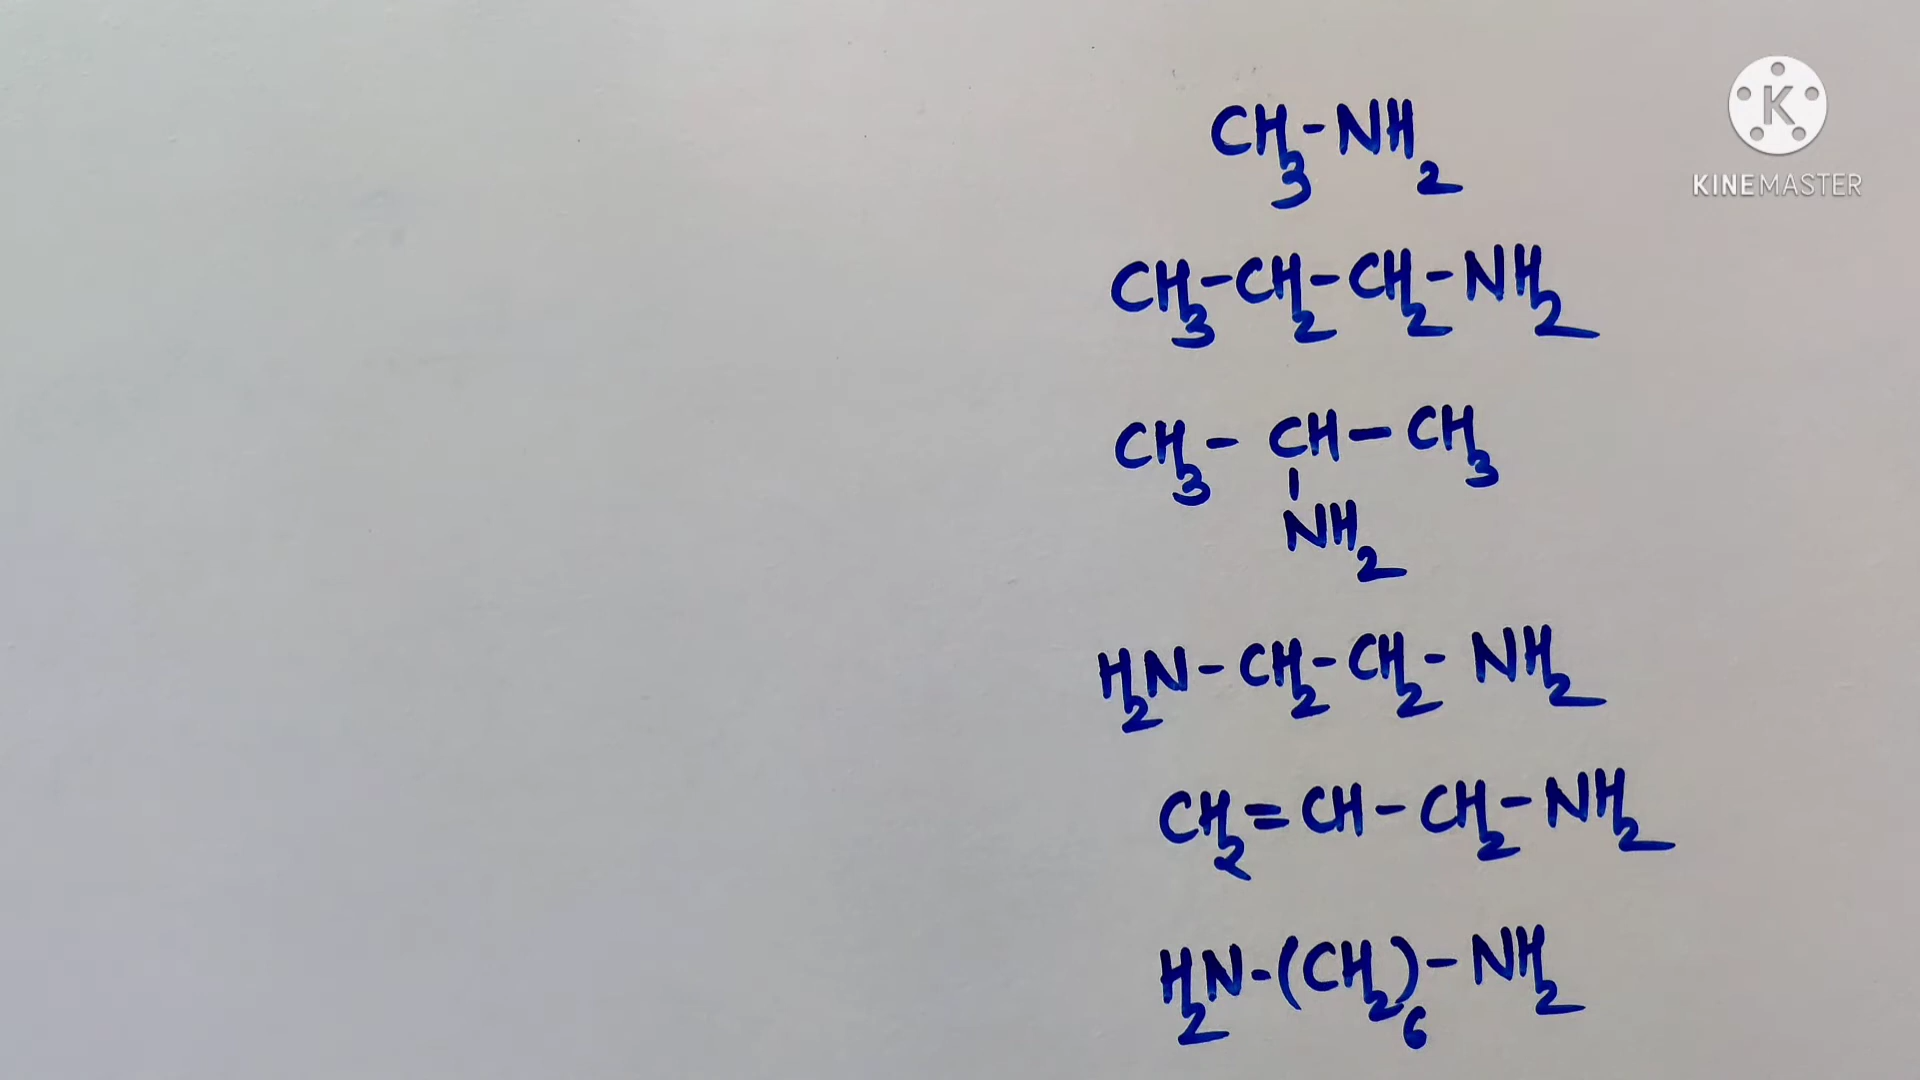 CH₃-NH₂
K
KINEMASTER
CH₃-CH₂-CH₂-NH₂
CH₃-CH-CH₃
NH₂
H₂N-CH₂-CH₂-NH₂
CH₂=CH-CH₂-NH₂
H₂N-(CH₂)₆-NH₂